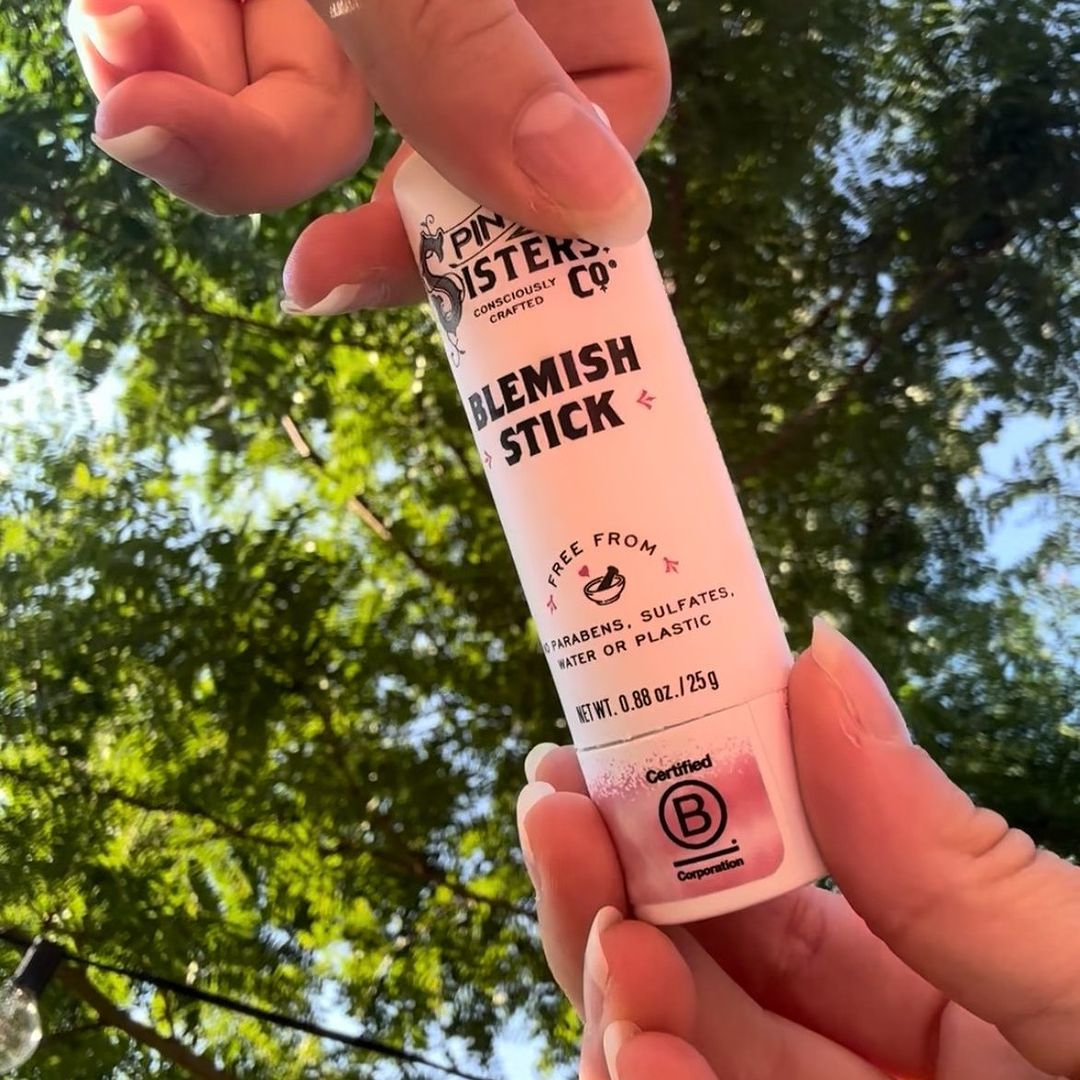 SISTERS
CO®
CONSCIOUSLY
CRAFTED
BLEMISH
STICK
FREE FROM
PARABENS, SULFATES,
WATER OR PLASTIC
NET WT. 0.88 oz./25g
Certified
B
Corporation